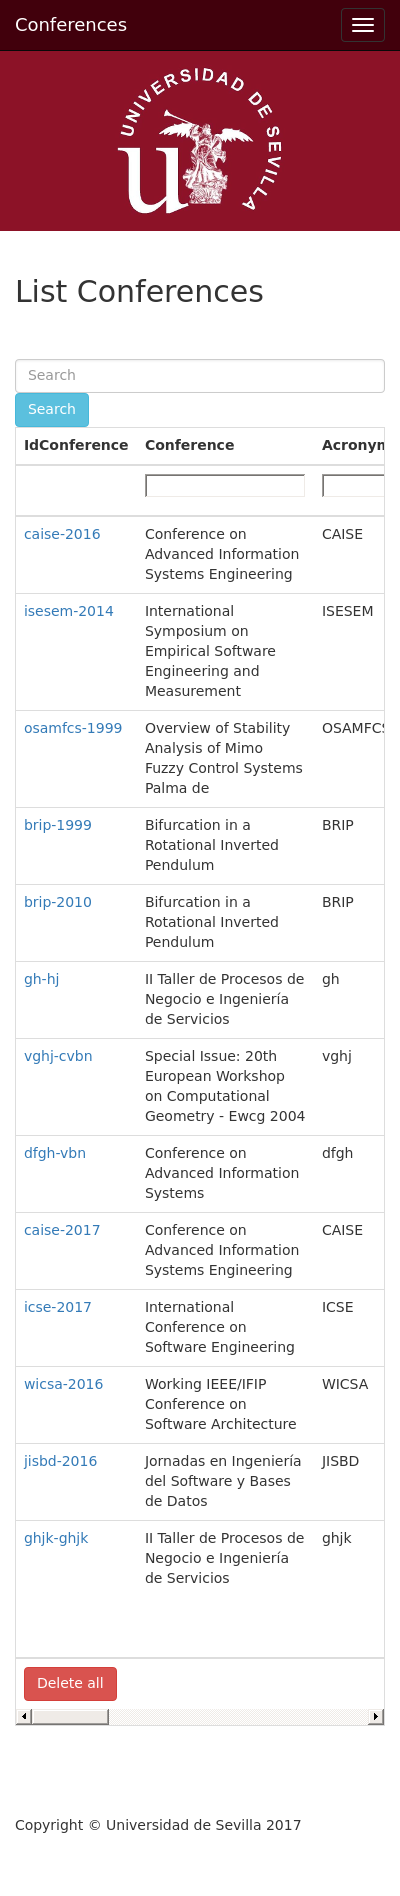 Conferences
UNIVERSIDAD DE SEVILLA
u
List Conferences
Search
Search
IdConference Conference Acronym
caise-2016 Conference on CAISE
Advanced Information
Systems Engineering
isesem-2014 International ISESEM
Symposium on
Empirical Software
Engineering and
Measurement
osamfcs-1999 Overview of Stability OSAMFCS
Analysis of Mimo
Fuzzy Control Systems
Palma de
brip-1999 Bifurcation in a BRIP
Rotational Inverted
Pendulum
brip-2010 Bifurcation in a BRIP
Rotational Inverted
Pendulum
gh-hj II Taller de Procesos de gh
Negocio e Ingeniería
de Servicios
vghj-cvbn Special Issue: 20th vghj
European Workshop
on Computational
Geometry - Ewcg 2004
dfgh-vbn Conference on dfgh
Advanced Information
Systems
caise-2017 Conference on CAISE
Advanced Information
Systems Engineering
icse-2017 International ICSE
Conference on
Software Engineering
wicsa-2016 Working IEEE/IFIP WICSA
Conference on
Software Architecture
jisbd-2016 Jornadas en Ingeniería JISBD
del Software y Bases
de Datos
ghjk-ghjk II Taller de Procesos de ghjk
Negocio e Ingeniería
de Servicios
Delete all
Copyright © Universidad de Sevilla 2017